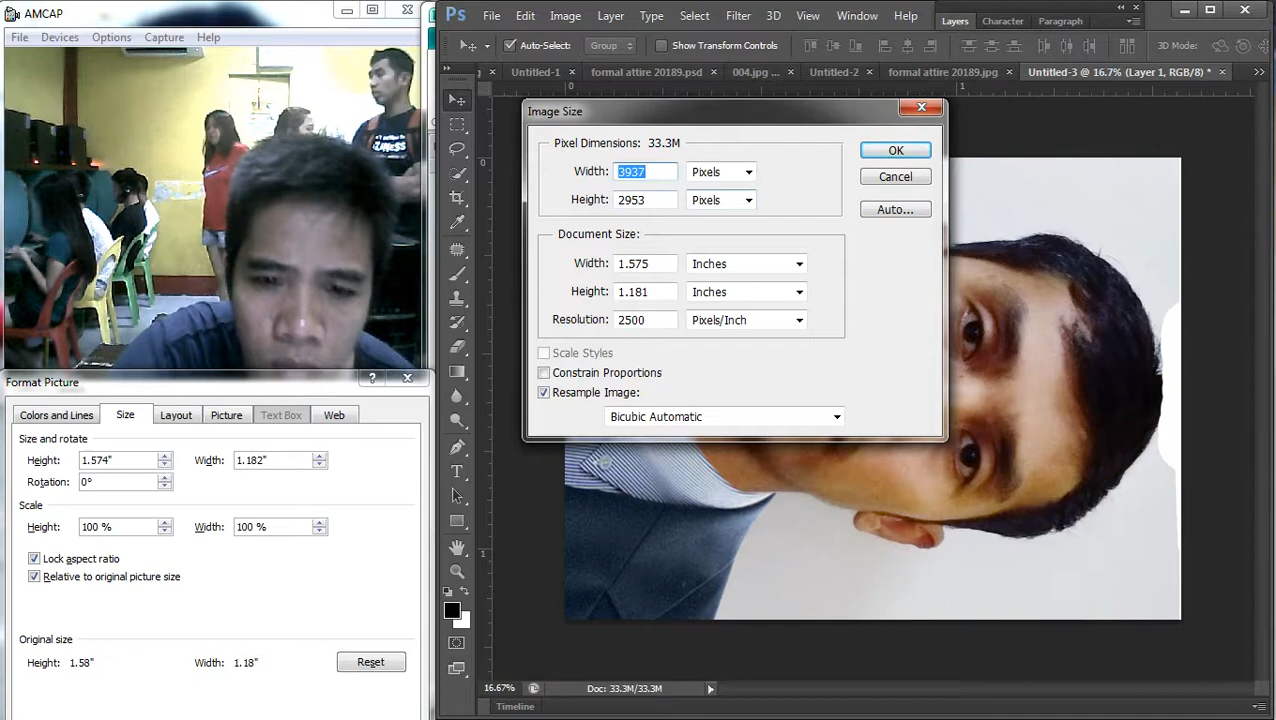 AMCAP
File Devices Options Capture Help
Format Picture
Colors and Lines Size Layout Picture Text Box Web
Size and rotate
Height: 1.574" Width: 1.182"
Rotation: 0°
Scale
Height: 100 % Width: 100 %
Lock aspect ratio
Relative to original picture size
Original size
Height: 1.58" Width: 1.18"
Reset
Ps File Edit Image Layer Type Select Filter 3D View Window Help
Layers Character Paragraph
Auto-Select: Group Show Transform Controls 3D Mode:
Untitled-1 × formal attire 20189.psd × 004.jpg ... × Untitled-2 × formal attire 20189.jpg × Untitled-3 @ 16.7% (Layer 1, RGB/8) * ×
0 1
Image Size
Pixel Dimensions: 33.3M
Width: 3937 Pixels
Height: 2953 Pixels
OK
Cancel
Auto...
Document Size:
Width: 1.575 Inches
Height: 1.181 Inches
Resolution: 2500 Pixels/Inch
Scale Styles
Constrain Proportions
Resample Image:
Bicubic Automatic
0
1
16.67% Doc: 33.3M/33.3M
Timeline